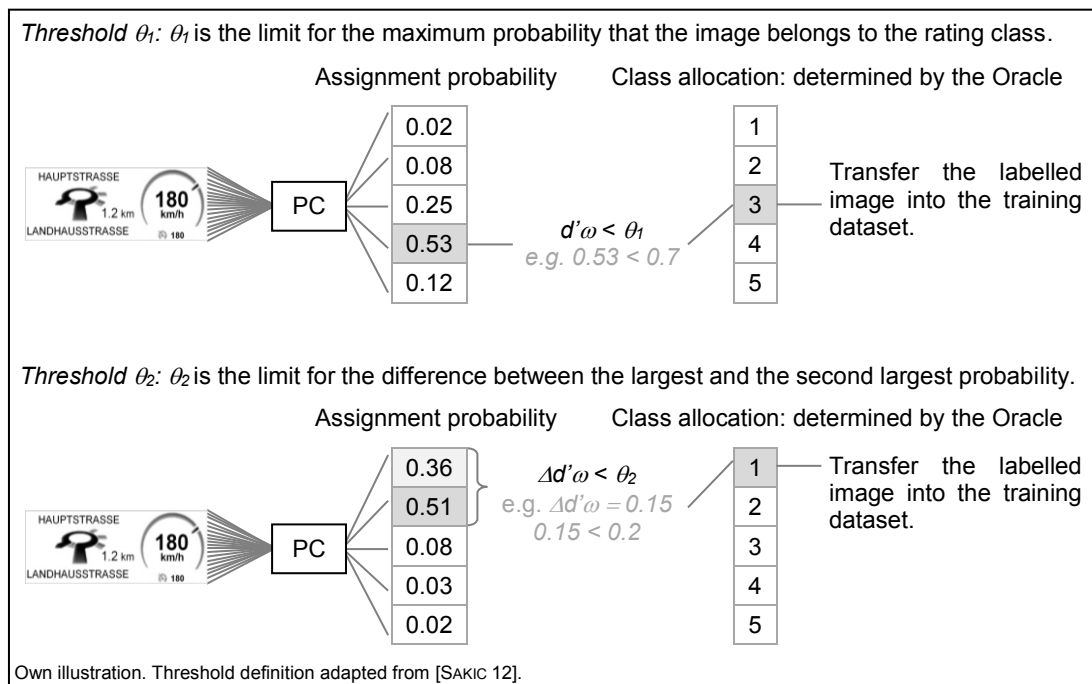 Threshold θ1: θ1 is the limit for the maximum probability that the image belongs to the rating class.
Assignment probability
Class allocation: determined by the Oracle
HAUPTSTRASSE
1.2 km
LANDHAUSSTRASSE
180
km/h
180
PC
0.02
0.08
0.25
0.53
0.12
d'ω < θ1
e.g. 0.53 < 0.7
1
2
3
4
5
Transfer the labelled
image into the training
dataset.
Threshold θ2: θ2 is the limit for the difference between the largest and the second largest probability.
Assignment probability
Class allocation: determined by the Oracle
HAUPTSTRASSE
1.2 km
LANDHAUSSTRASSE
180
km/h
180
PC
0.36
0.51
0.08
0.03
0.02
Δd'ω < θ2
e.g. Δd'ω = 0.15
0.15 < 0.2
1
2
3
4
5
Transfer the labelled
image into the training
dataset.
Own illustration. Threshold definition adapted from [SAKIC 12].